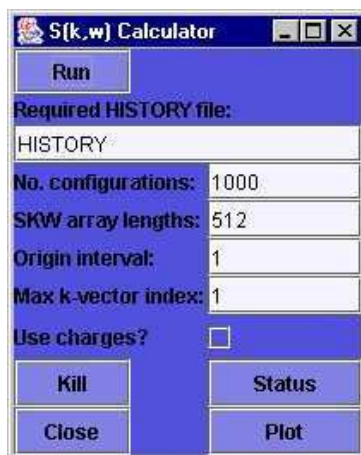 S(k,w) Calculator
Run
Required HISTORY file:
HISTORY
No. configurations: 1000
SKW array lengths: 512
Origin interval: 1
Max k-vector index: 1
Use charges?
Kill Status
Close Plot